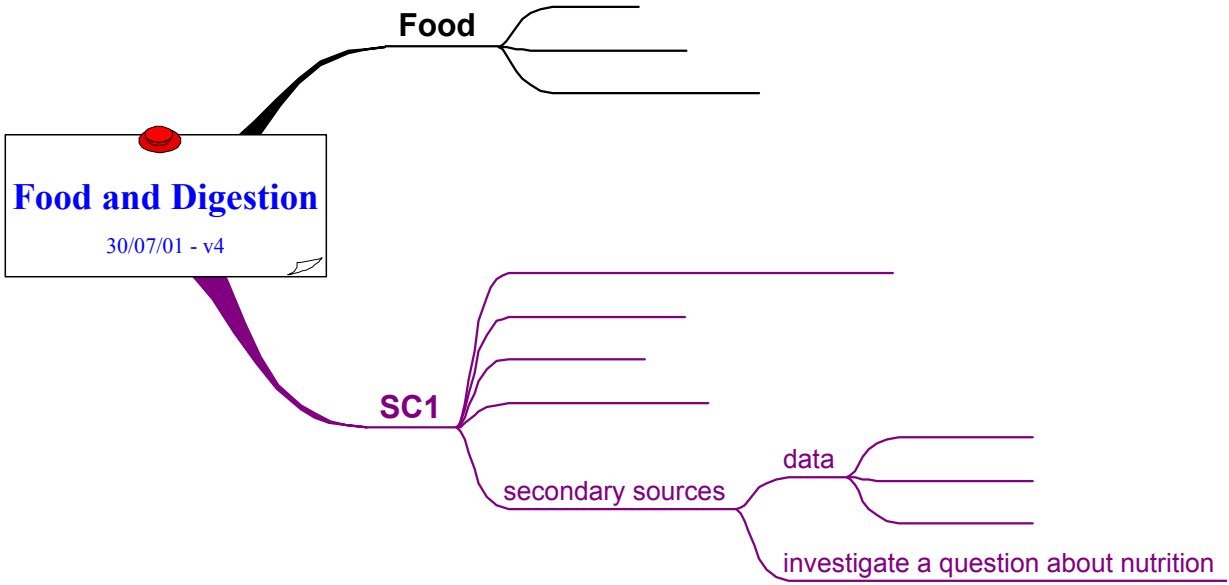 Food
Food and Digestion
30/07/01 - v4
SC1
data
secondary sources
investigate a question about nutrition